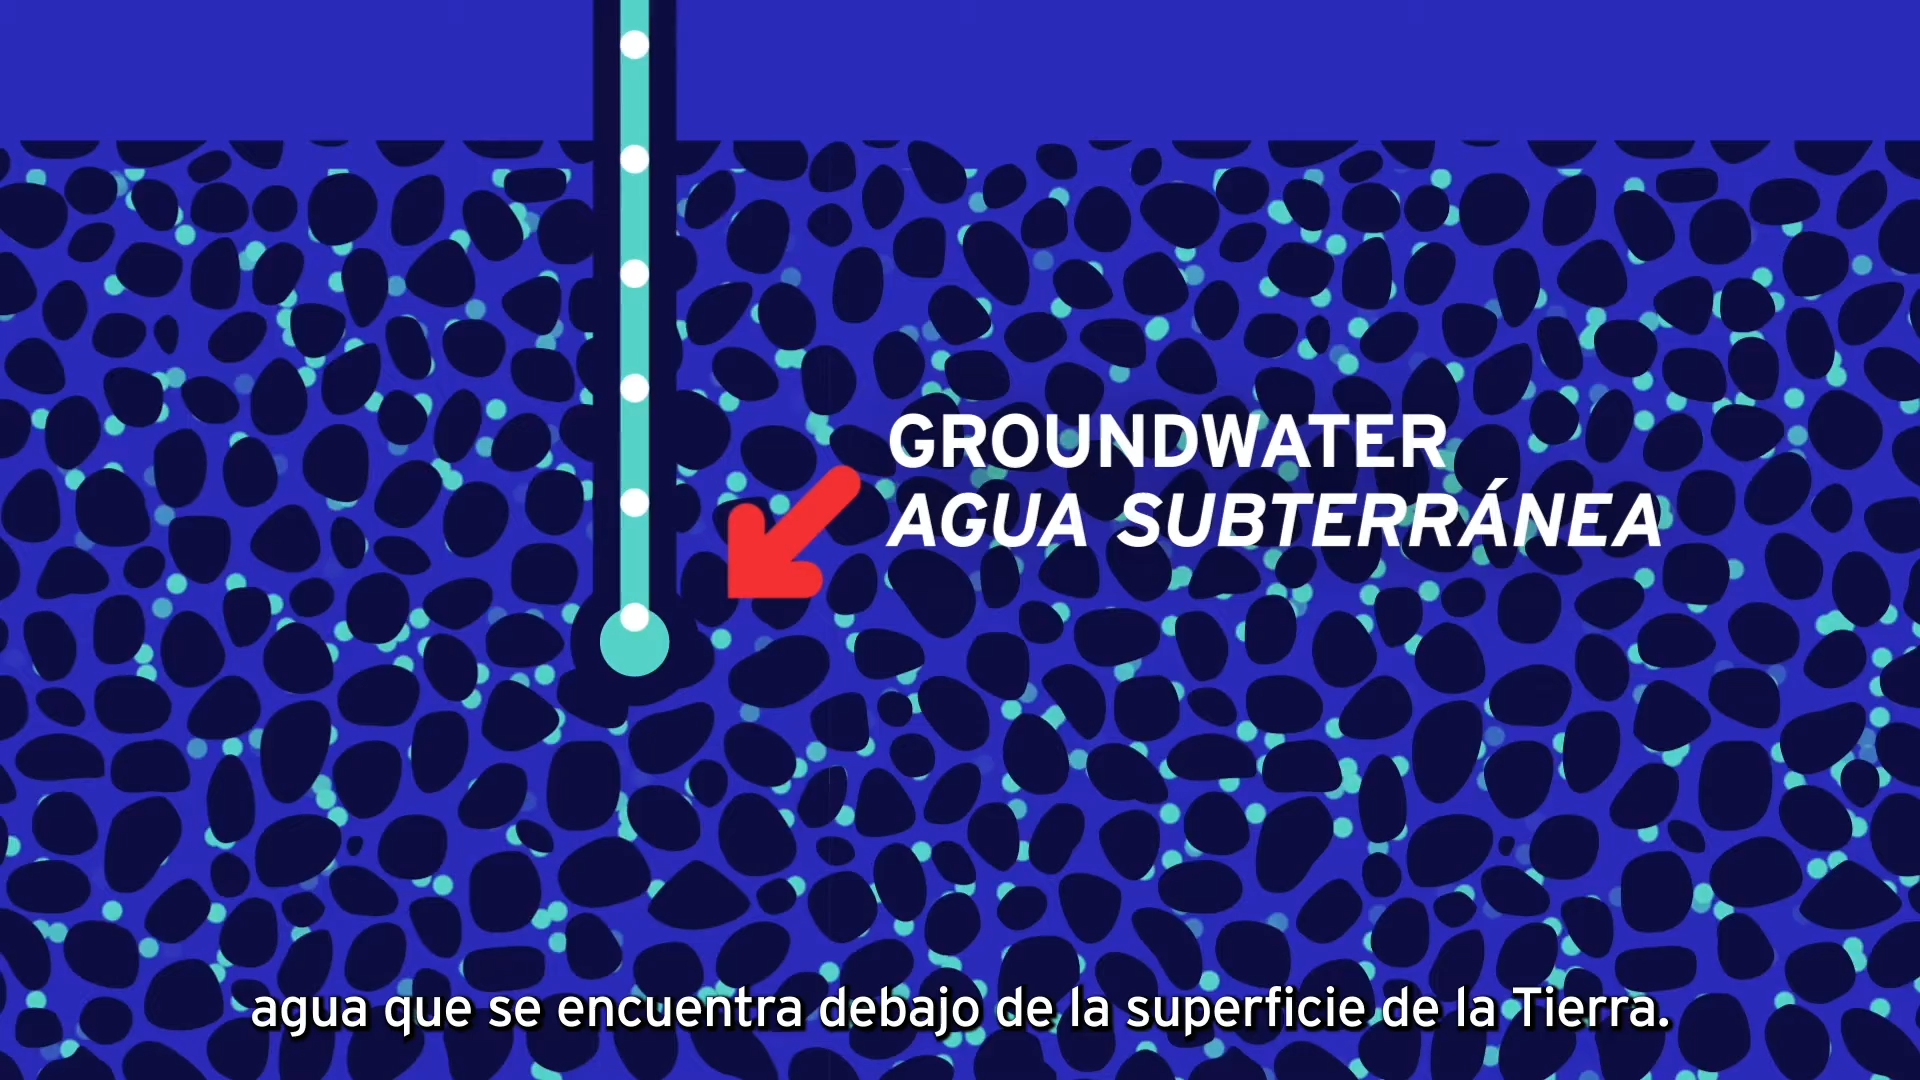 GROUNDWATER
AGUA SUBTERRÁNEA
agua que se encuentra debajo de la superficie de la Tierra.